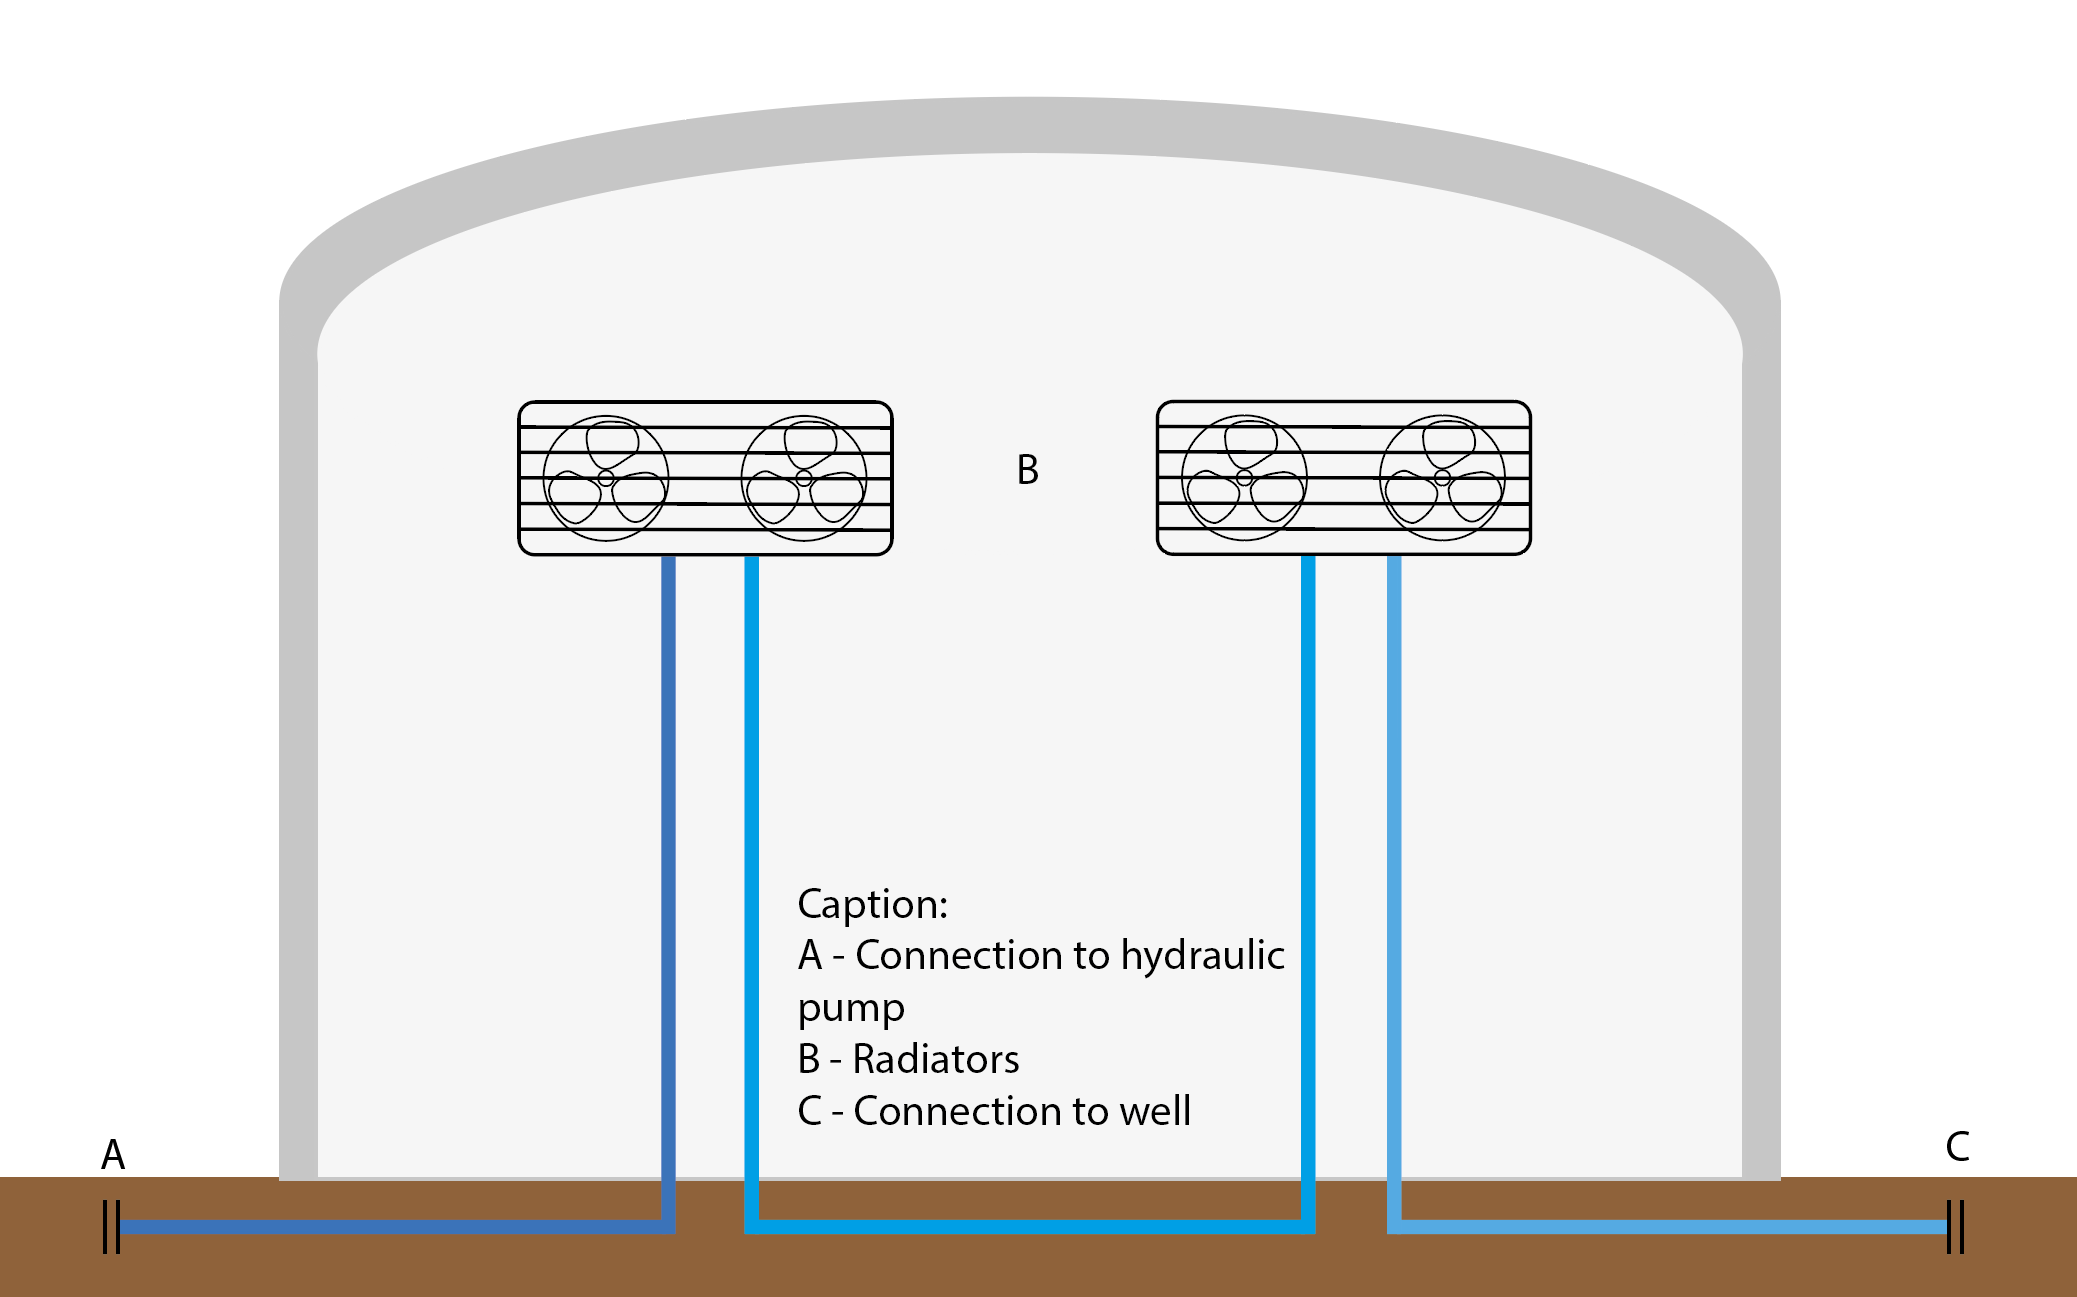 B
Caption:
A - Connection to hydraulic
pump
B - Radiators
C - Connection to well
A
C